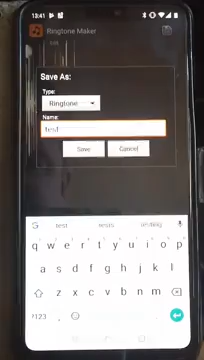 13:41
Ringtone Maker
Save As:
Type:
Ringtone
Name:
test
Save Cancel
test tests testing
q w e r t y u i o p
a s d f g h j k l
z x c v b n m
?123 ,